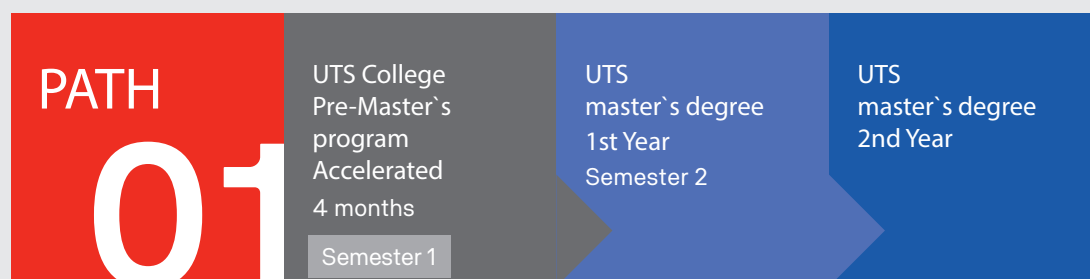 PATH
01
UTS College
Pre-Master`s
program
Accelerated
4 months
Semester 1
UTS
master`s degree
1st Year
Semester 2
UTS
master`s degree
2nd Year